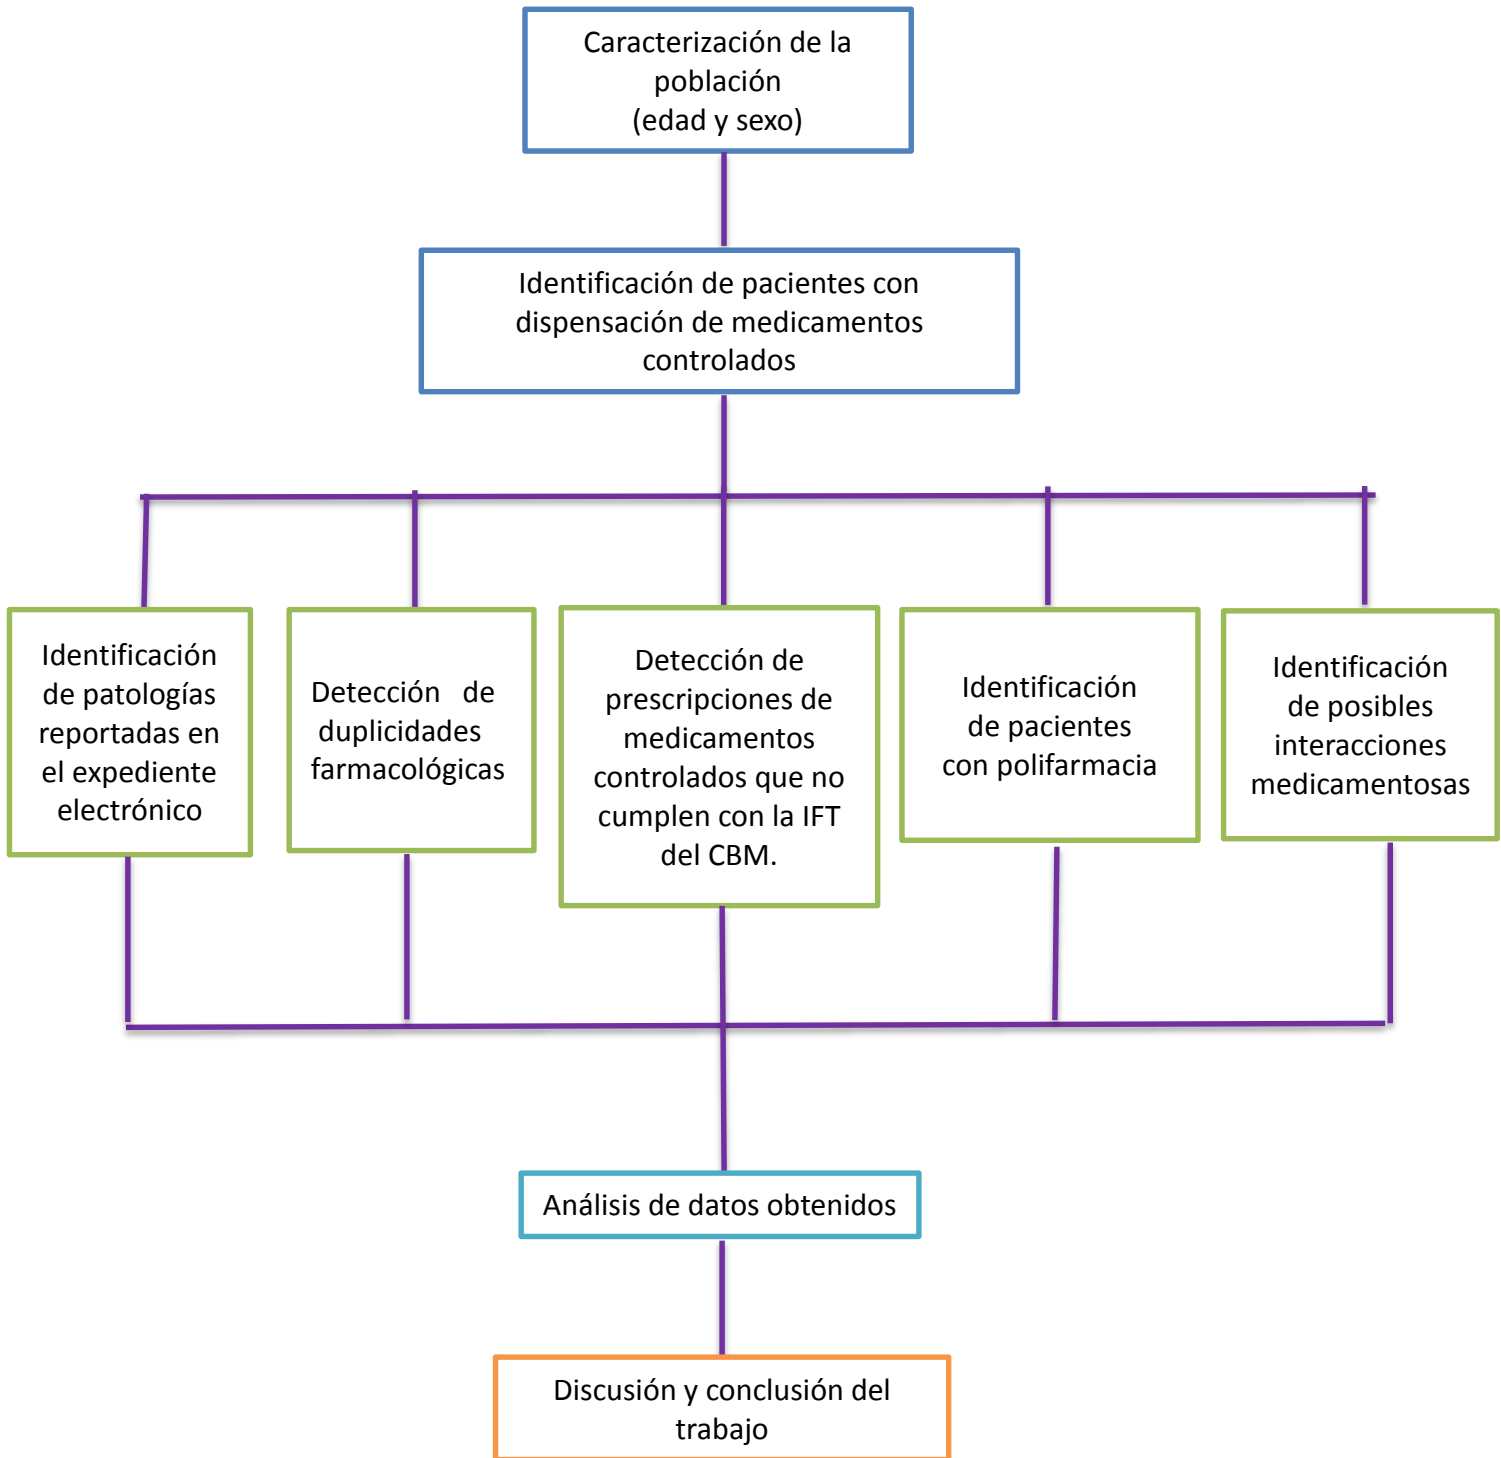 Caracterización de la
población
(edad y sexo)
Identificación de pacientes con
dispensación de medicamentos
controlados
Identificación
de patologías
reportadas en
el expediente
electrónico
Detección de
duplicidades
farmacológicas
Detección de
prescripciones de
medicamentos
controlados que no
cumplen con la IFT
del CBM.
Identificación
de pacientes
con polifarmacia
Identificación
de posibles
interacciones
medicamentosas
Análisis de datos obtenidos
Discusión y conclusión del
trabajo